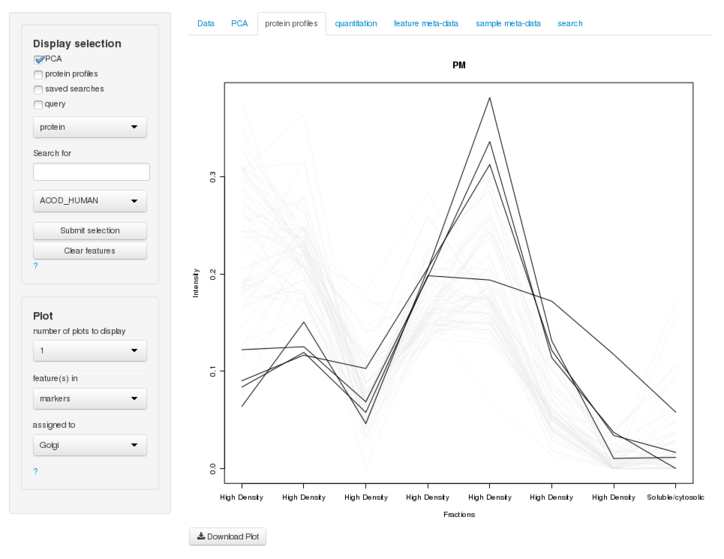 Display selection
PCA
protein profiles
saved searches
query
protein
Search for
ACOD_HUMAN
Submit selection
Clear features
?
Plot
number of plots to display
1
feature(s) in
markers
assigned to
Golgi
?
Data PCA protein profiles quantitation feature meta-data sample meta-data search
PM
Intensity
0.3
0.2
0.1
0.0
High Density High Density High Density High Density High Density High Density High Density Soluble/cytosolic
Fractions
Download Plot